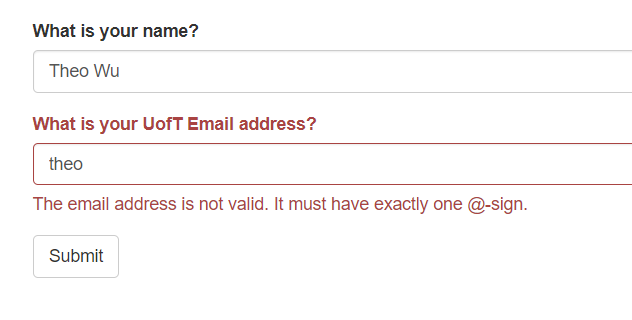 What is your name?
Theo Wu
What is your UofT Email address?
theo
The email address is not valid. It must have exactly one @-sign.
Submit